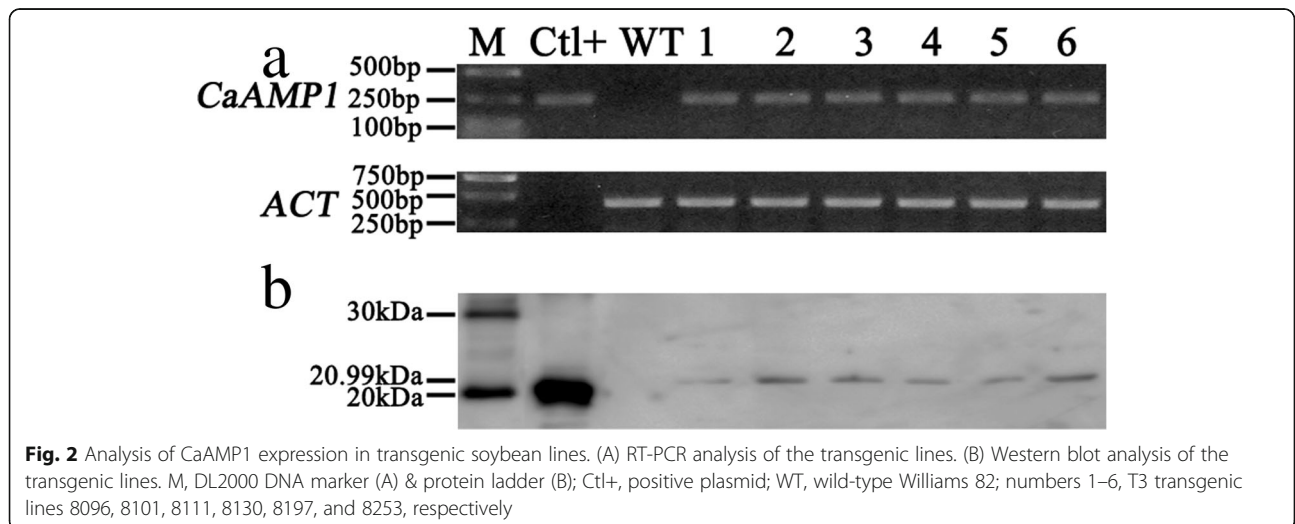 M Ctl+ WT 1 2 3 4 5 6
a
500bp
CaAMP1 250bp
100bp
750bp
ACT 500bp
250bp
b
30kDa
20.99kDa
20kDa
Fig. 2 Analysis of CaAMP1 expression in transgenic soybean lines. (A) RT-PCR analysis of the transgenic lines. (B) Western blot analysis of the
transgenic lines. M, DL2000 DNA marker (A) & protein ladder (B); Ctl+, positive plasmid; WT, wild-type Williams 82; numbers 1–6, T3 transgenic
lines 8096, 8101, 8111, 8130, 8197, and 8253, respectively